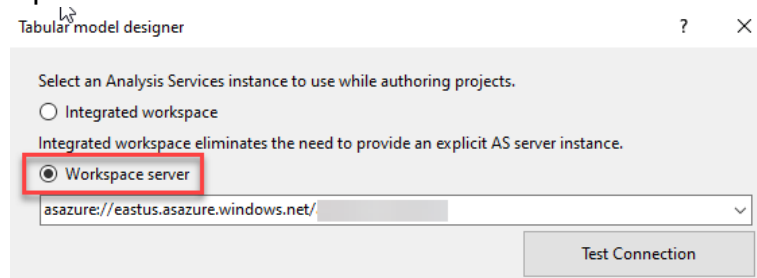 Tabular model designer ? ×
Select an Analysis Services instance to use while authoring projects.
Integrated workspace
Integrated workspace eliminates the need to provide an explicit AS server instance.
Workspace server
asazure://eastus.asazure.windows.net/
Test Connection